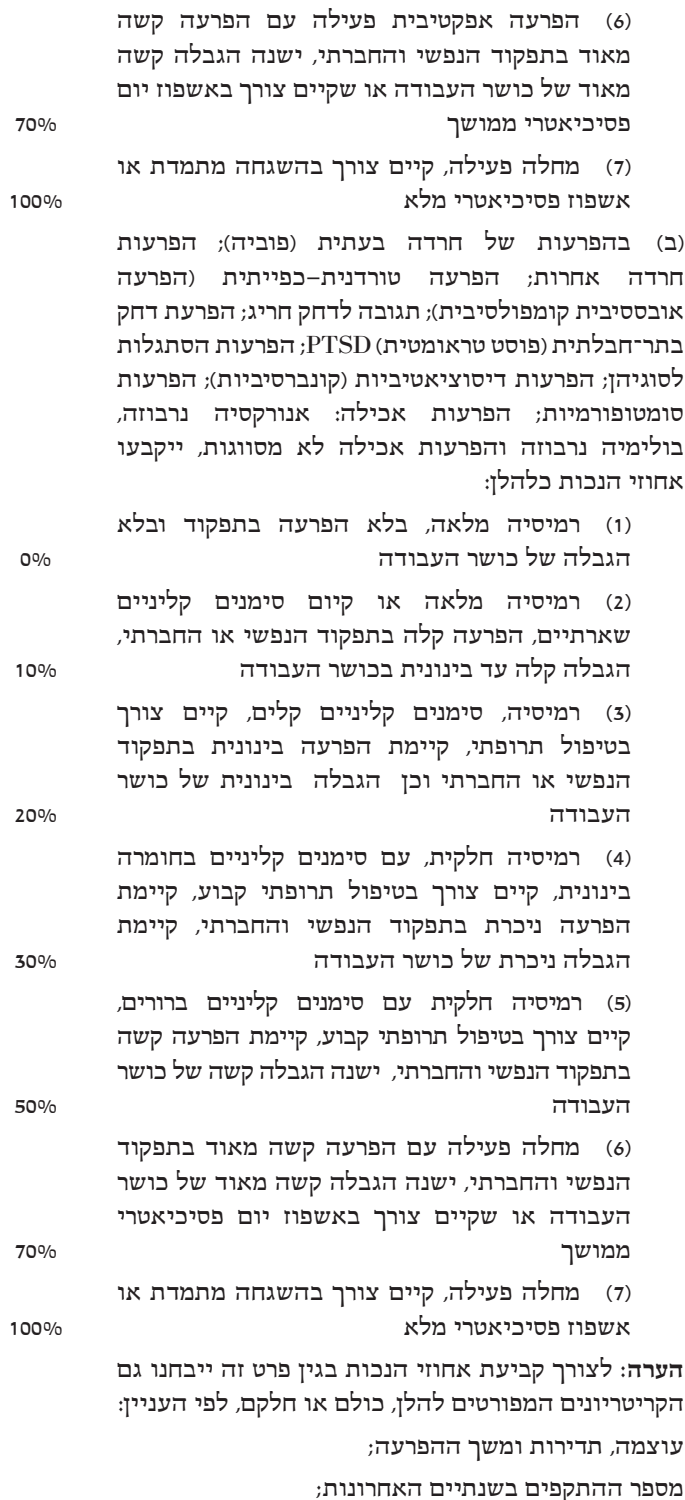 (6) הפרעה אפקטיבית פעילה עם הפרעה קשה
מאוד בתפקוד הנפשי והחברתי, ישנה הגבלה קשה
מאוד של כושר העבודה או שקיים צורך באשפוז יום
פסיכיאטרי ממושך 70%
(7) מחלה פעילה, קיים צורך בהשגחה מתמדת או
אשפוז פסיכיאטרי מלא 100%
(ב) בהפרעות של חרדה בעתית (פוביה); הפרעות
חרדה אחרות; הפרעה טורדנית–כפייתית (הפרעה
אובססיבית קומפולסיבית); תגובה לדחק חריג; הפרעת דחק
בתר־חבלתית (פוסט טראומטית) PTSD; הפרעות הסתגלות
לסוגיהן; הפרעות דיסוציאטיביות (קונברסיביות); הפרעות
סומטופורמיות; הפרעות אכילה: אנורקסיה נרבוזה,
בולימיה נרבוזה והפרעות אכילה לא מסווגות, ייקבעו
אחוזי הנכות כלהלן:
(1) רמיסיה מלאה, בלא הפרעה בתפקוד ובלא
הגבלה של כושר העבודה 0%
(2) רמיסיה מלאה או קיום סימנים קליניים
שארתיים, הפרעה קלה בתפקוד הנפשי או החברתי,
הגבלה קלה עד בינונית בכושר העבודה 10%
(3) רמיסיה, סימנים קליניים קלים, קיים צורך
בטיפול תרופתי, קיימת הפרעה בינונית בתפקוד
הנפשי או החברתי וכן הגבלה בינונית של כושר
העבודה 20%
(4) רמיסיה חלקית, עם סימנים קליניים בחומרה
בינונית, קיים צורך בטיפול תרופתי קבוע, קיימת
הפרעה ניכרת בתפקוד הנפשי והחברתי, קיימת
הגבלה ניכרת של כושר העבודה 30%
(5) רמיסיה חלקית עם סימנים קליניים ברורים,
קיים צורך בטיפול תרופתי קבוע, קיימת הפרעה קשה
בתפקוד הנפשי והחברתי, ישנה הגבלה קשה של כושר
העבודה 50%
(6) מחלה פעילה עם הפרעה קשה מאוד בתפקוד
הנפשי והחברתי, ישנה הגבלה קשה מאוד של כושר
העבודה או שקיים צורך באשפוז יום פסיכיאטרי
ממושך 70%
(7) מחלה פעילה, קיים צורך בהשגחה מתמדת או
אשפוז פסיכיאטרי מלא 100%
הערה: לצורך קביעת אחוזי הנכות בגין פרט זה ייבחנו גם
הקריטריונים המפורטים להלן, כולם או חלקם, לפי העניין:
עוצמה, תדירות ומשך ההפרעה;
מספר ההתקפים בשנתיים האחרונות;